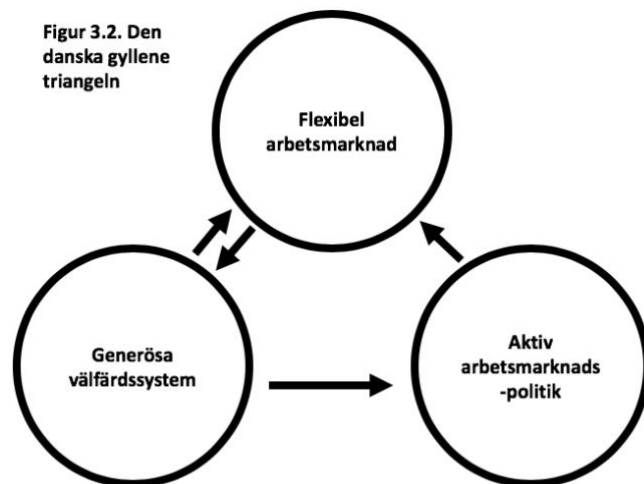 Figur 3.2. Den
danska gyllene
triangeln
Flexibel
arbetsmarknad
Generösa
välfärdssystem
Aktiv
arbetsmarknads
-politik